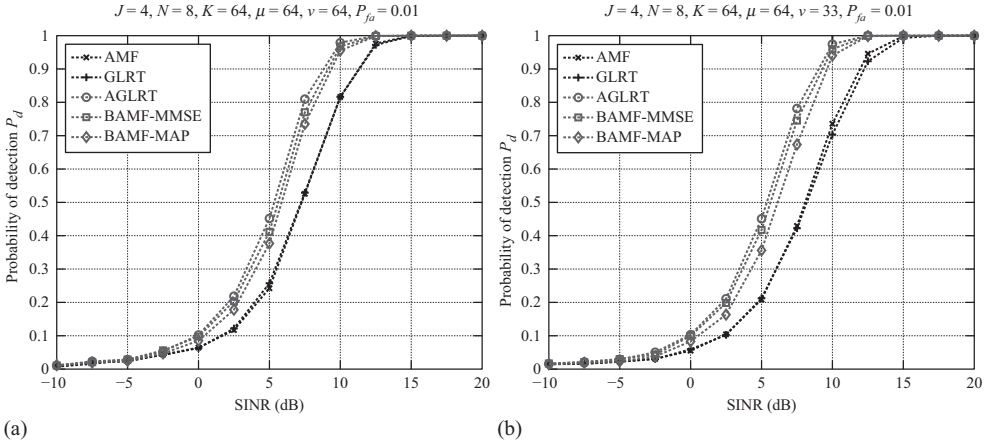 J = 4, N = 8, K = 64, μ = 64, ν = 64, P_fa = 0.01
1
0.9
0.8
0.7
0.6
0.5
0.4
0.3
0.2
0.1
0
Probability of detection P_d
AMF
GLRT
AGLRT
BAMF-MMSE
BAMF-MAP
−10
−5
0
5
10
15
20
SINR (dB)
(a)
J = 4, N = 8, K = 64, μ = 64, ν = 33, P_fa = 0.01
1
0.9
0.8
0.7
0.6
0.5
0.4
0.3
0.2
0.1
0
Probability of detection P_d
AMF
GLRT
AGLRT
BAMF-MMSE
BAMF-MAP
−10
−5
0
5
10
15
20
SINR (dB)
(b)